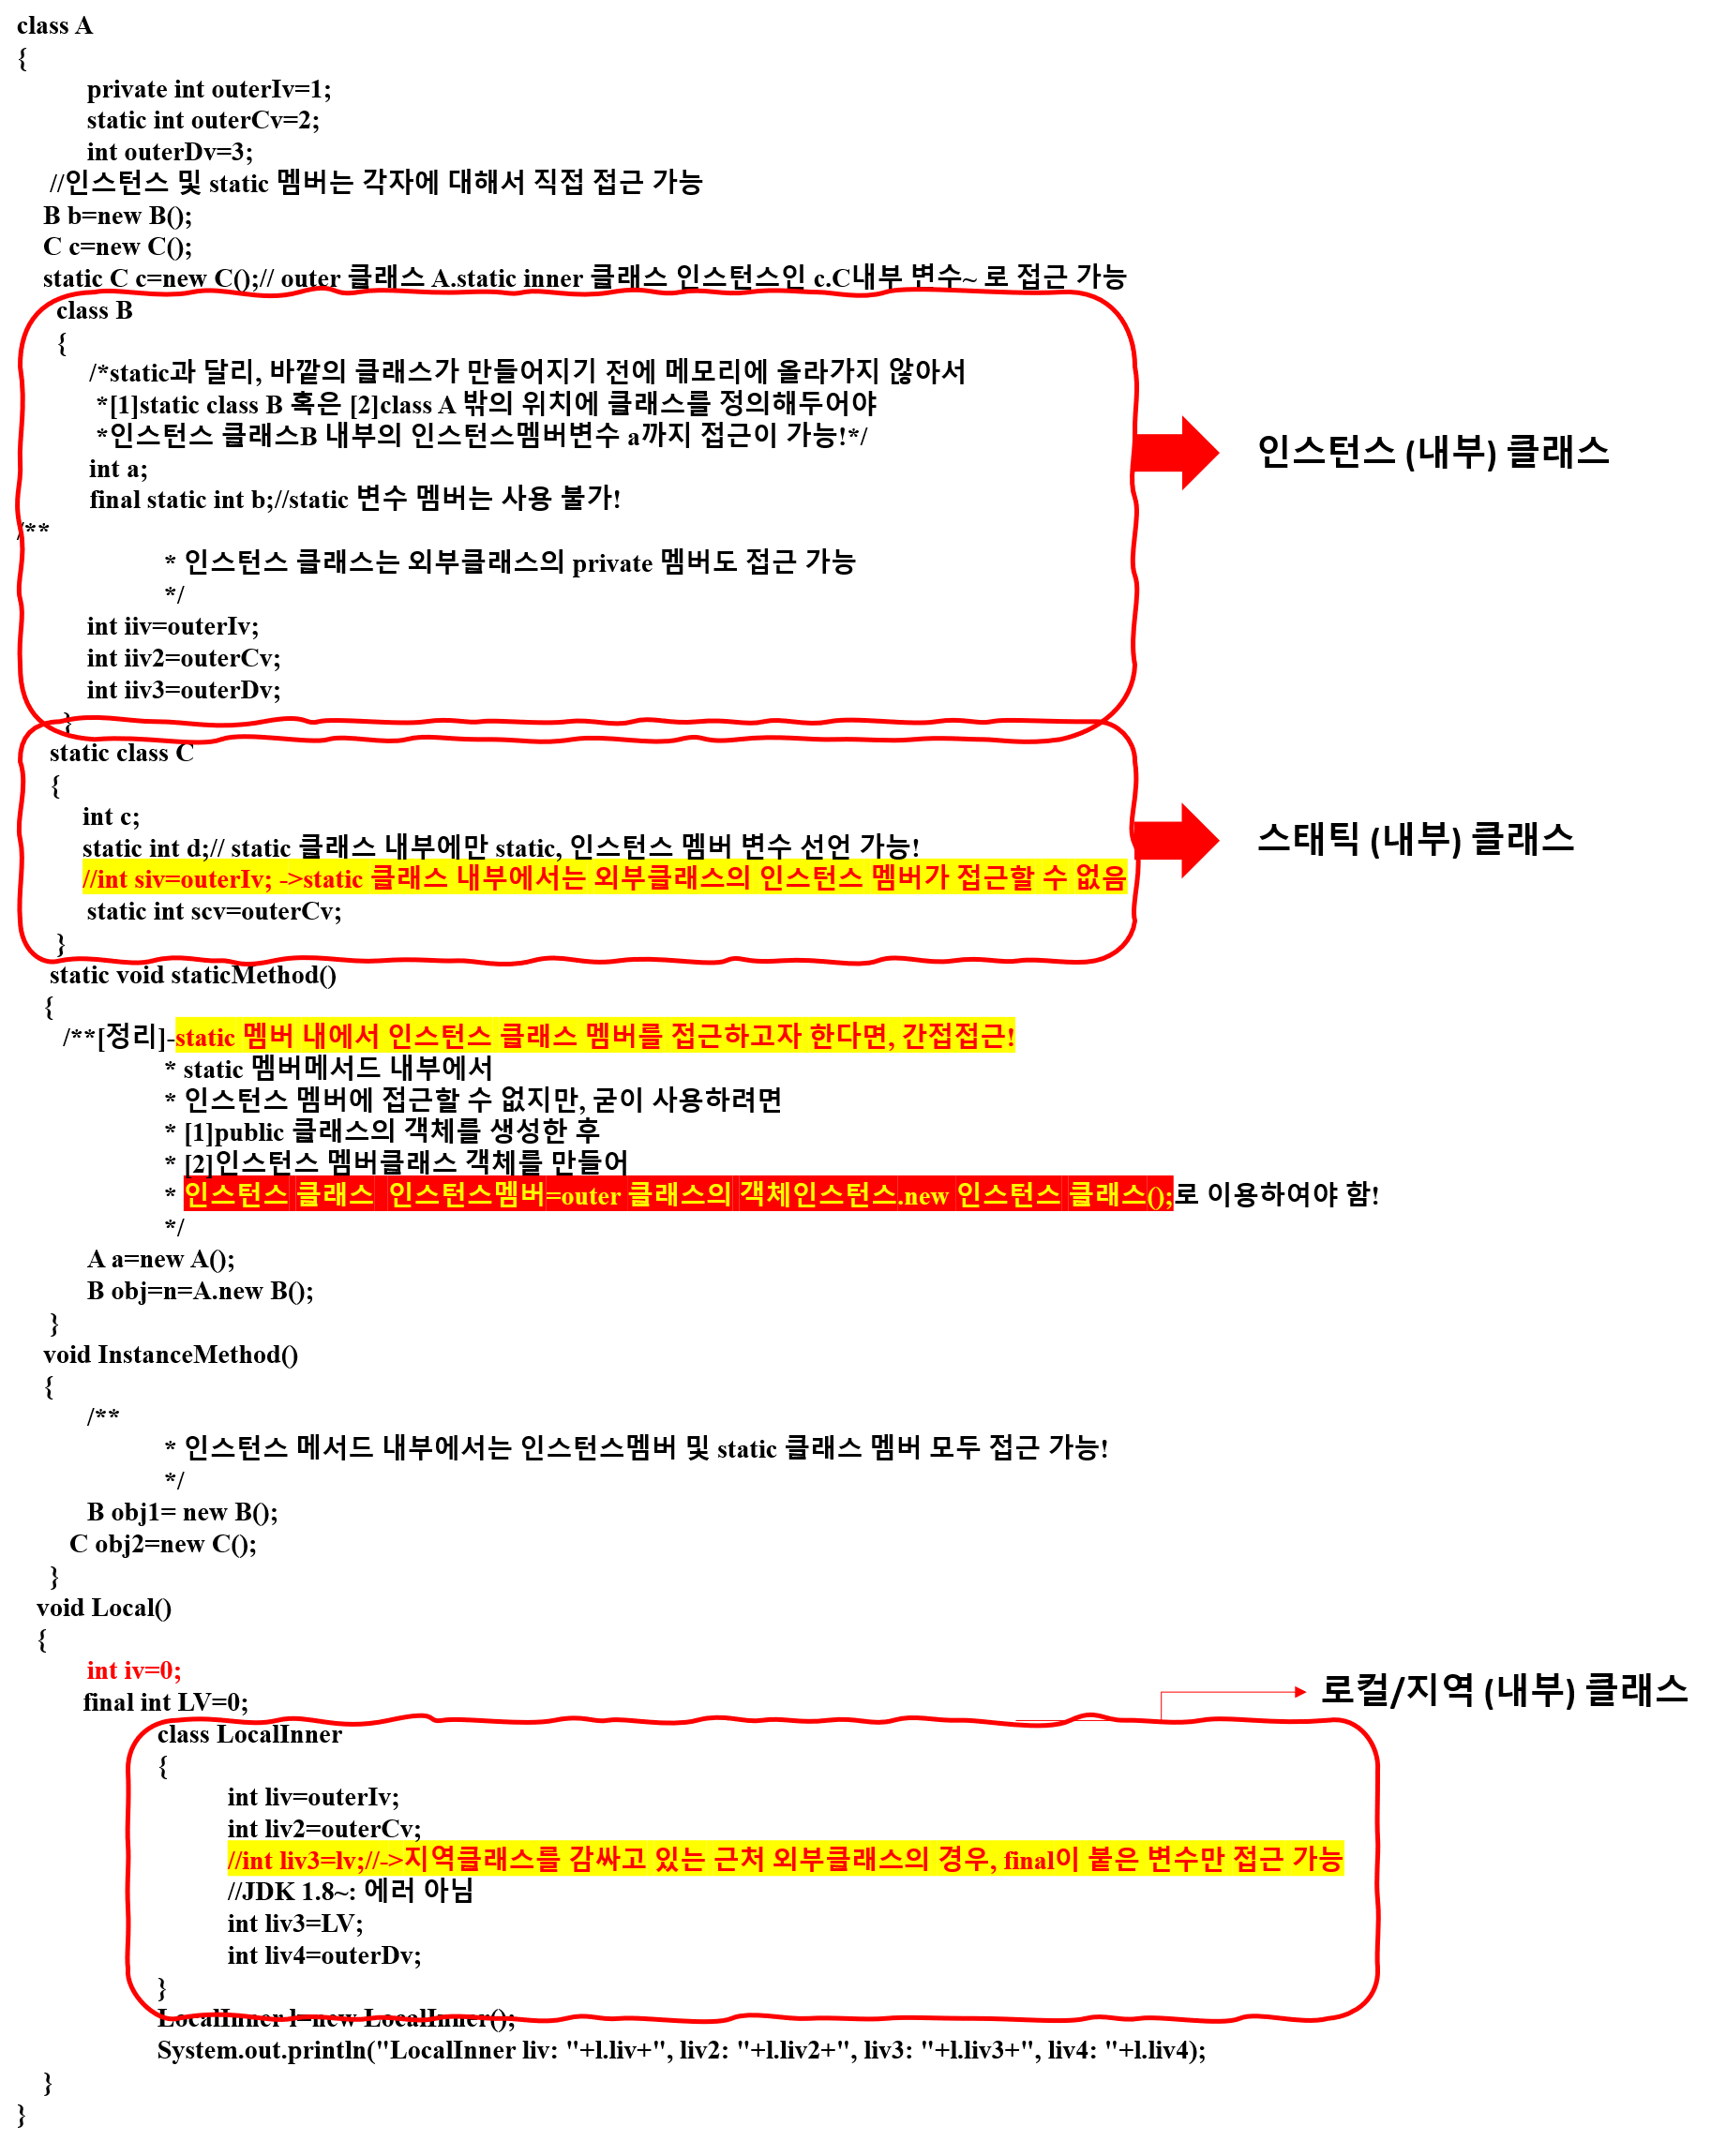 class A
{
private int outerIv=1;
static int outerCv=2;
int outerDv=3;
//인스턴스 및 static 멤버는 각자에 대해서 직접 접근 가능
B b=new B();
C c=new C();
static C c=new C();// outer 클래스 A.static inner 클래스 인스턴스인 c.C내부 변수~ 로 접근 가능
class B
{
/*static과 달리, 바깥의 클래스가 만들어지기 전에 메모리에 올라가지 않아서
*[1]static class B 혹은 [2]class A 밖의 위치에 클래스를 정의해두어야
*인스턴스 클래스B 내부의 인스턴스멤버변수 a까지 접근이 가능!*/
int a;
final static int b;//static 변수 멤버는 사용 불가!
/**
* 인스턴스 클래스는 외부클래스의 private 멤버도 접근 가능
*/
int iiv=outerIv;
int iiv2=outerCv;
int iiv3=outerDv;
}
인스턴스 (내부) 클래스
static class C
{
int c;
static int d;// static 클래스 내부에만 static, 인스턴스 멤버 변수 선언 가능!
//int siv=outerIv; ->static 클래스 내부에서는 외부클래스의 인스턴스 멤버가 접근할 수 없음
static int scv=outerCv;
}
스태틱 (내부) 클래스
static void staticMethod()
{
/**[정리]-static 멤버 내에서 인스턴스 클래스 멤버를 접근하고자 한다면, 간접접근!
* static 멤버메서드 내부에서
* 인스턴스 멤버에 접근할 수 없지만, 굳이 사용하려면
* [1]public 클래스의 객체를 생성한 후
* [2]인스턴스 멤버클래스 객체를 만들어
* 인스턴스 클래스 인스턴스멤버=outer 클래스의 객체인스턴스.new 인스턴스 클래스();로 이용하여야 함!
*/
A a=new A();
B obj=n=A.new B();
}
void InstanceMethod()
{
/**
* 인스턴스 메서드 내부에서는 인스턴스멤버 및 static 클래스 멤버 모두 접근 가능!
*/
B obj1= new B();
C obj2=new C();
}
void Local()
{
int iv=0;
final int LV=0;
로컬/지역 (내부) 클래스
class LocalInner
{
int liv=outerIv;
int liv2=outerCv;
//int liv3=lv;//->지역클래스를 감싸고 있는 근처 외부클래스의 경우, final이 붙은 변수만 접근 가능
//JDK 1.8~: 에러 아님
int liv3=LV;
int liv4=outerDv;
}
LocalInner l=new LocalInner();
System.out.println("LocalInner liv: "+l.liv+", liv2: "+l.liv2+", liv3: "+l.liv3+", liv4: "+l.liv4);
}
}